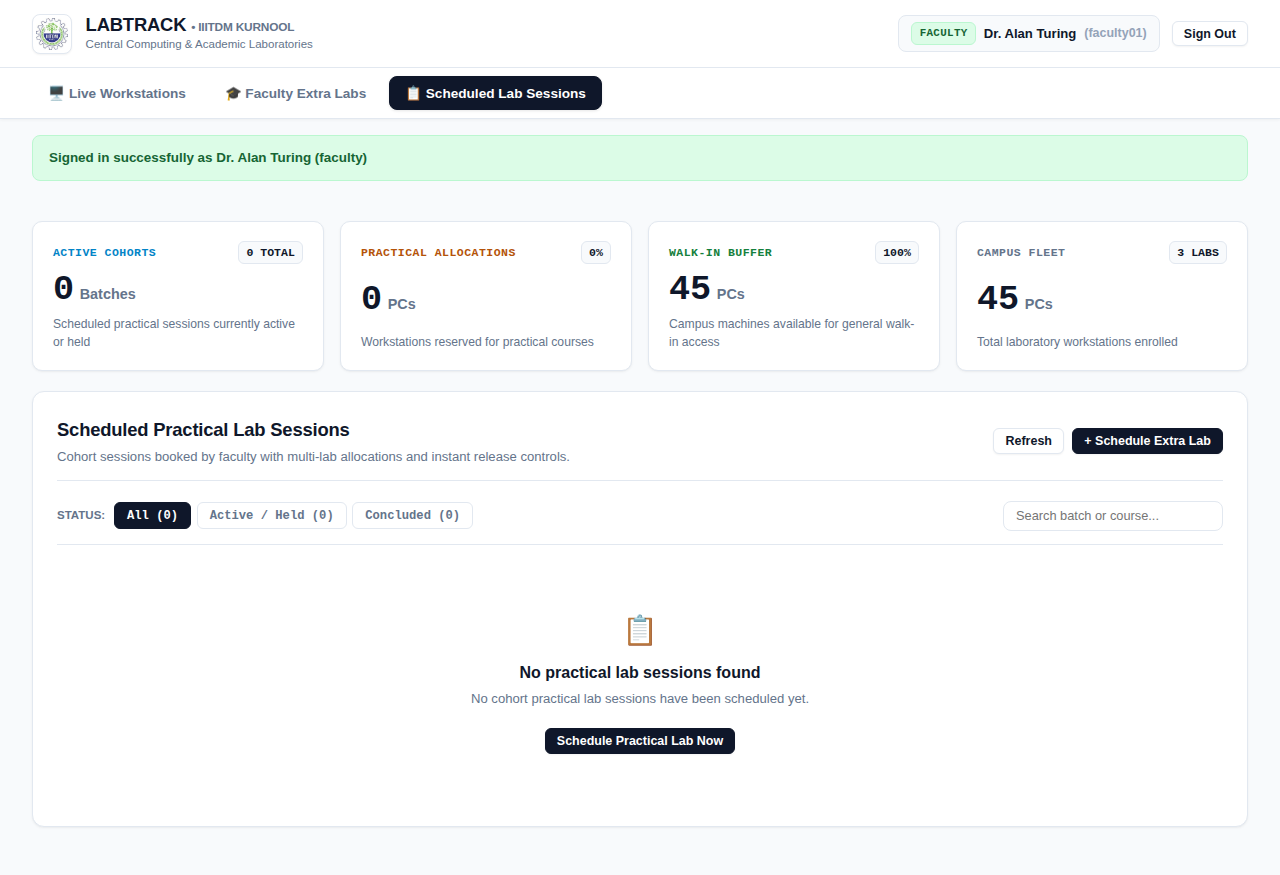 LABTRACK • IIITDM KURNOOL
Central Computing & Academic Laboratories
FACULTY Dr. Alan Turing (faculty01)
Sign Out
🖥️ Live Workstations
🎓 Faculty Extra Labs
📋 Scheduled Lab Sessions
Signed in successfully as Dr. Alan Turing (faculty)
ACTIVE COHORTS
0 TOTAL
0 Batches
Scheduled practical sessions currently active
or held
PRACTICAL ALLOCATIONS
0%
0 PCs
Workstations reserved for practical courses
WALK-IN BUFFER
100%
45 PCs
Campus machines available for general walk-
in access
CAMPUS FLEET
3 LABS
45 PCs
Total laboratory workstations enrolled
Scheduled Practical Lab Sessions
Cohort sessions booked by faculty with multi-lab allocations and instant release controls.
Refresh
+ Schedule Extra Lab
STATUS:
All (0)
Active / Held (0)
Concluded (0)
Search batch or course...
No practical lab sessions found
No cohort practical lab sessions have been scheduled yet.
Schedule Practical Lab Now